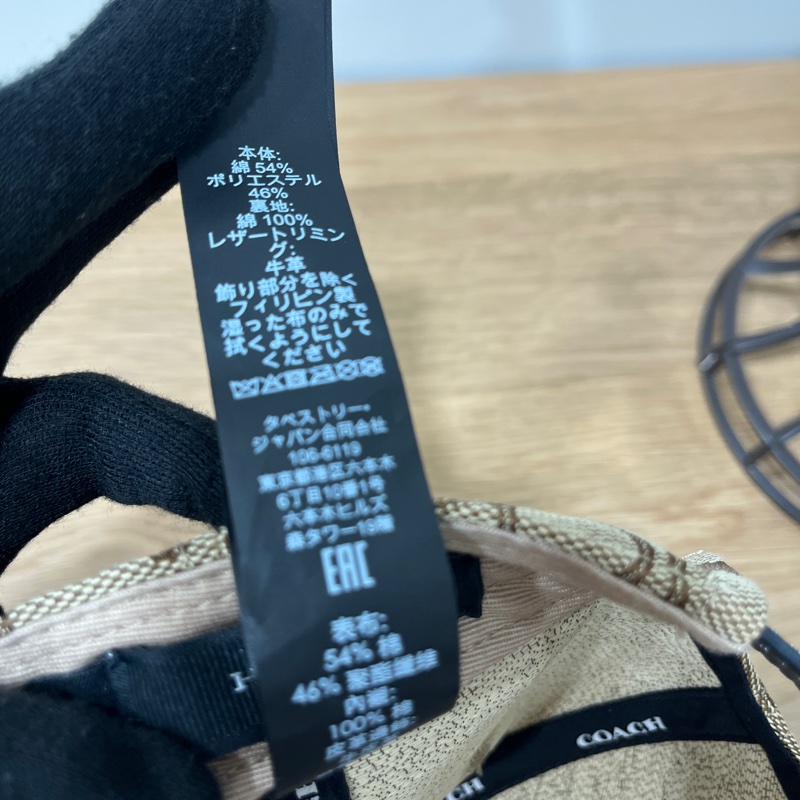 本体:
綿 54%
ポリエステル
46%
裏地:
綿 100%
レザートリミン
グ:
牛革
飾り部分を除く
フィリピン製
湿った布のみで
拭くようにして
ください
タペストリー・
ジャパン合同会社
106-6119
東京都港区六本木
6丁目10番1号
六本木ヒルズ
森タワー19階
EAC
表布:
54% 棉
46% 聚酯纖維
內裏:
100% 棉
COACH
COACH